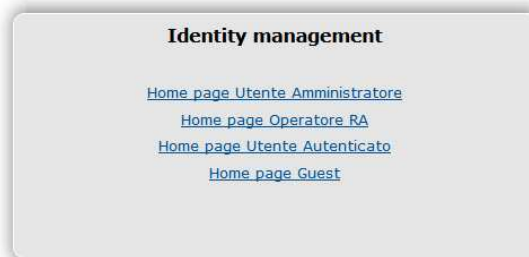 Identity management
Home page Utente Amministratore
Home page Operatore RA
Home page Utente Autenticato
Home page Guest